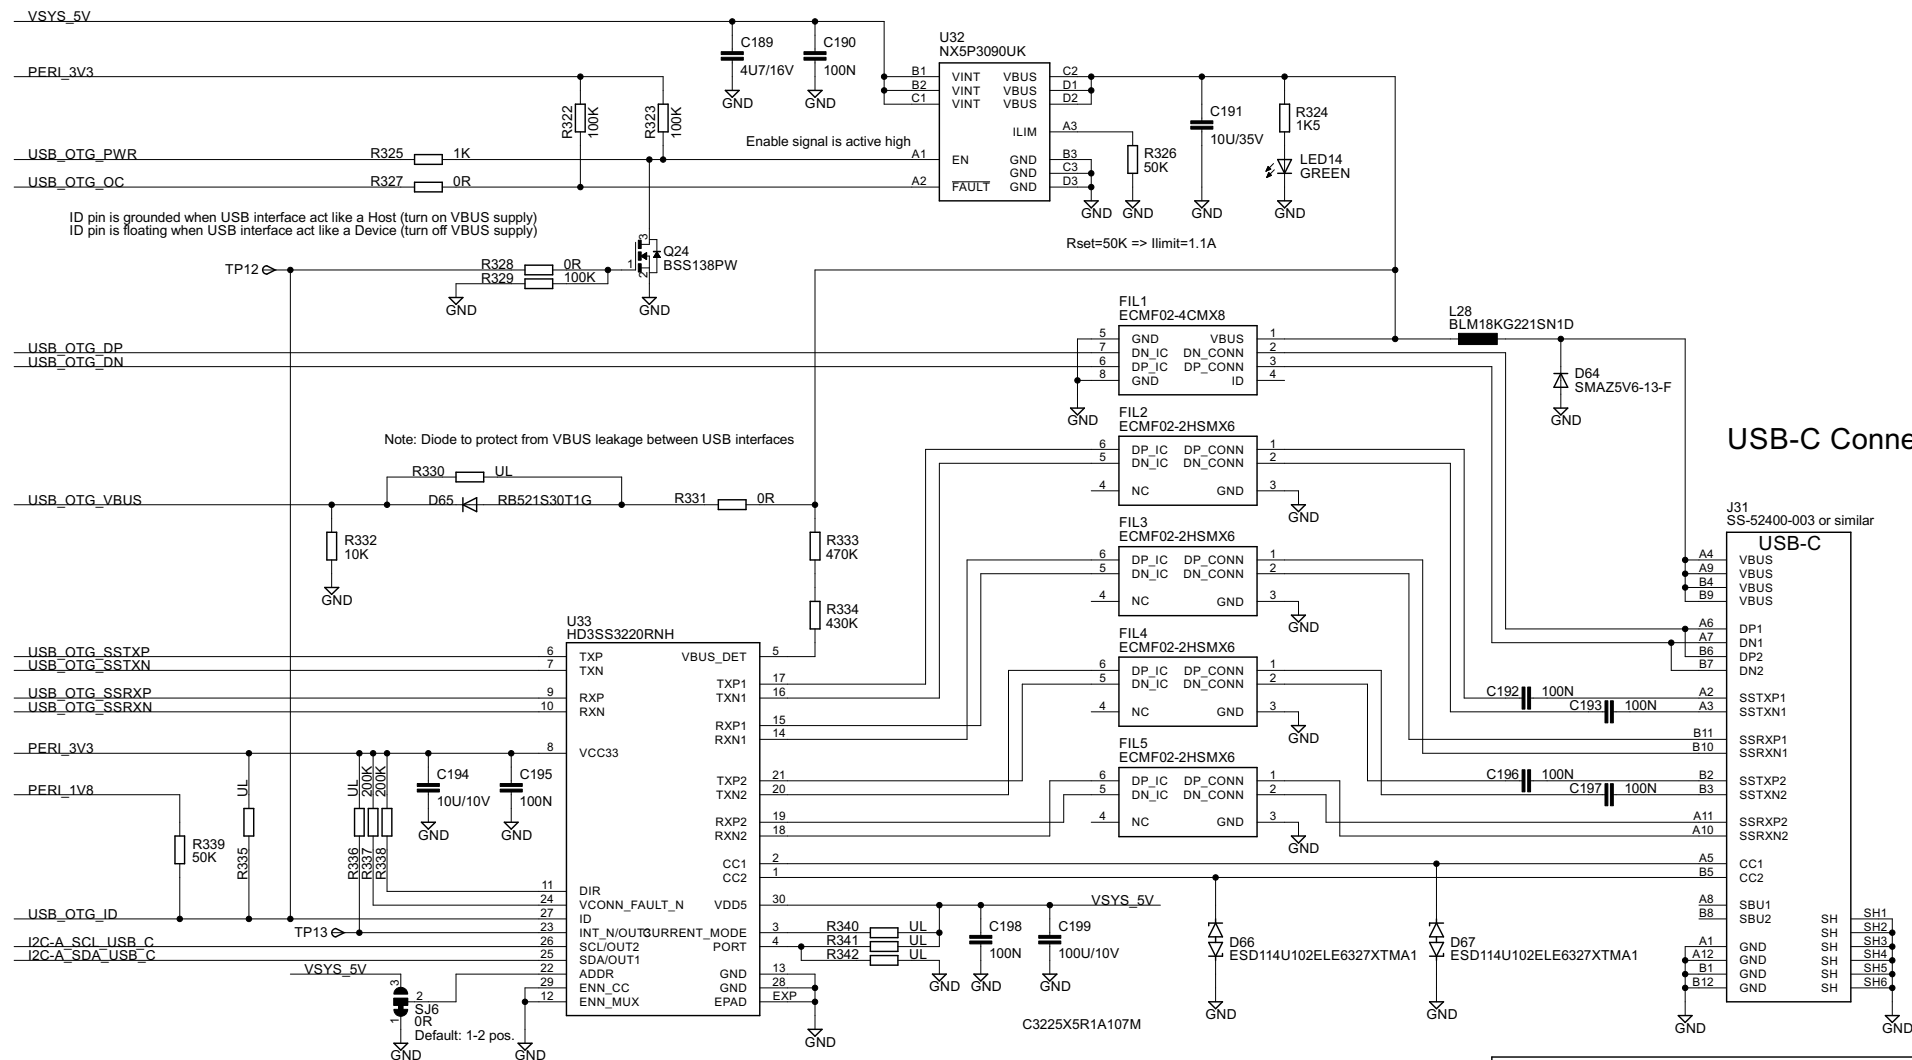 VSYS_5V
C189
4U7/16V
GND
C190
100N
GND
U32
NX5P3090UK
B1 VINT VBUS C2
B2 VINT VBUS D1
C1 VINT VBUS D2
ILIM A3
A1 EN GND B3
GND C3
A2 FAULT GND D3
GND
GND
PERI_3V3
R322
100K
R323
100K
Enable signal is active high
USB_OTG_PWR
R325 1K
USB_OTG_OC
R327 0R
R326
50K
C191
10U/35V
GND
R324
1K5
LED14
GREEN
GND
Rset=50K => Ilimit=1.1A
ID pin is grounded when USB interface act like a Host (turn on VBUS supply)
ID pin is floating when USB interface act like a Device (turn off VBUS supply)
TP12
R328 0R
R329 100K
GND
3
1
2
Q24
BSS138PW
GND
USB_OTG_DP
USB_OTG_DN
FIL1
ECMF02-4CMX8
5 GND VBUS 1
7 DN_IC DN_CONN 2
6 DP_IC DP_CONN 3
8 GND ID 4
GND
L28
BLM18KG221SN1D
D64
SMAZ5V6-13-F
GND
USB-C Conne
FIL2
ECMF02-2HSMX6
6 DP_IC DP_CONN 1
5 DN_IC DN_CONN 2
4 NC GND 3
GND
Note: Diode to protect from VBUS leakage between USB interfaces
R330 UL
USB_OTG_VBUS
D65 RB521S30T1G
R331 0R
R332
10K
GND
R333
470K
R334
430K
FIL3
ECMF02-2HSMX6
6 DP_IC DP_CONN 1
5 DN_IC DN_CONN 2
4 NC GND 3
GND
FIL4
ECMF02-2HSMX6
6 DP_IC DP_CONN 1
5 DN_IC DN_CONN 2
4 NC GND 3
GND
FIL5
ECMF02-2HSMX6
6 DP_IC DP_CONN 1
5 DN_IC DN_CONN 2
4 NC GND 3
GND
J31
SS-52400-003 or similar
USB-C
A4 VBUS
A9 VBUS
B4 VBUS
B9 VBUS
A6 DP1
A7 DN1
B6 DP2
B7 DN2
C192 100N
A2 SSTXP1
C193 100N
A3 SSTXN1
B11 SSRXP1
B10 SSRXN1
C196 100N
B2 SSTXP2
C197 100N
B3 SSTXN2
A11 SSRXP2
A10 SSRXN2
A5 CC1
B5 CC2
A8 SBU1
B8 SBU2
A1 GND
A12 GND
B1 GND
B12 GND
SH SH1
SH SH2
SH SH3
SH SH4
SH SH5
SH SH6
GND
GND
U33
HD3SS3220RNH
USB_OTG_SSTXP
USB_OTG_SSTXN
USB_OTG_SSRXP
USB_OTG_SSRXN
6 TXP VBUS_DET 5
7 TXN
TXP1 17
9 RXP TXN1 16
10 RXN
RXP1 15
RXN1 14
8 VCC33
TXP2 21
TXN2 20
RXP2 19
RXN2 18
CC1 2
CC2 1
11 DIR
24 VCONN_FAULT_N VDD5 30
27 ID
23 INT_N/OUT3 CURRENT_MODE 3
26 SCL/OUT2 PORT 4
25 SDA/OUT1
22 ADDR GND 13
29 ENN_CC GND 28
12 ENN_MUX EPAD EXP
GND
GND
PERI_3V3
PERI_1V8
R339
50K
UL
R335
UL
R336
200K
R337
200K
R338
C194
10U/10V
GND
C195
100N
GND
USB_OTG_ID
TP13
I2C-A_SCL_USB_C
I2C-A_SDA_USB_C
VSYS_5V
3
2
1
SJ6
0R
Default: 1-2 pos.
GND
VSYS_5V
R340 UL
R341 UL
R342 UL
GND
C198
100N
GND
C199
100U/10V
GND
C3225X5R1A107M
D66
ESD114U102ELE6327XTMA1
GND
D67
ESD114U102ELE6327XTMA1
GND